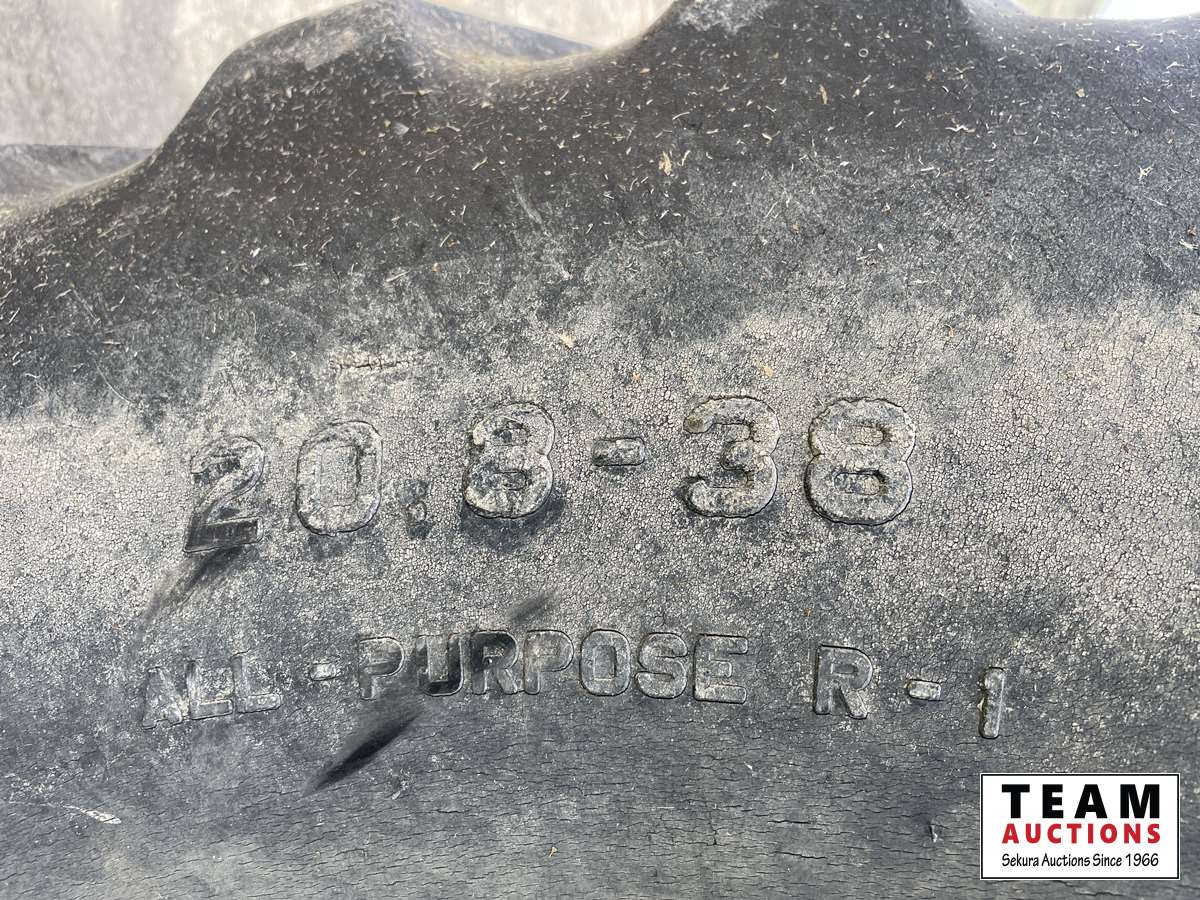 20.8-38
ALL-PURPOSE R-1
TEAM
AUCTIONS
Sekura Auctions Since 1966